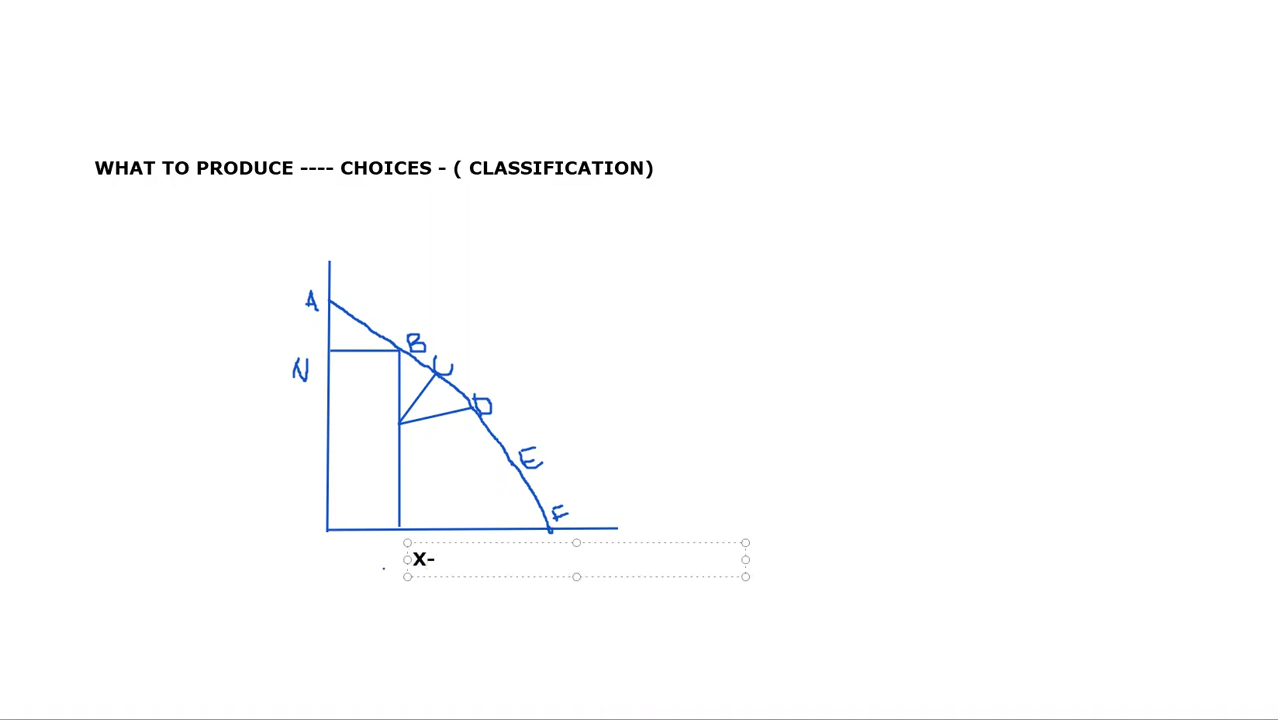 WHAT TO PRODUCE ---- CHOICES - ( CLASSIFICATION)
A
B
N
C
D
E
F
X-